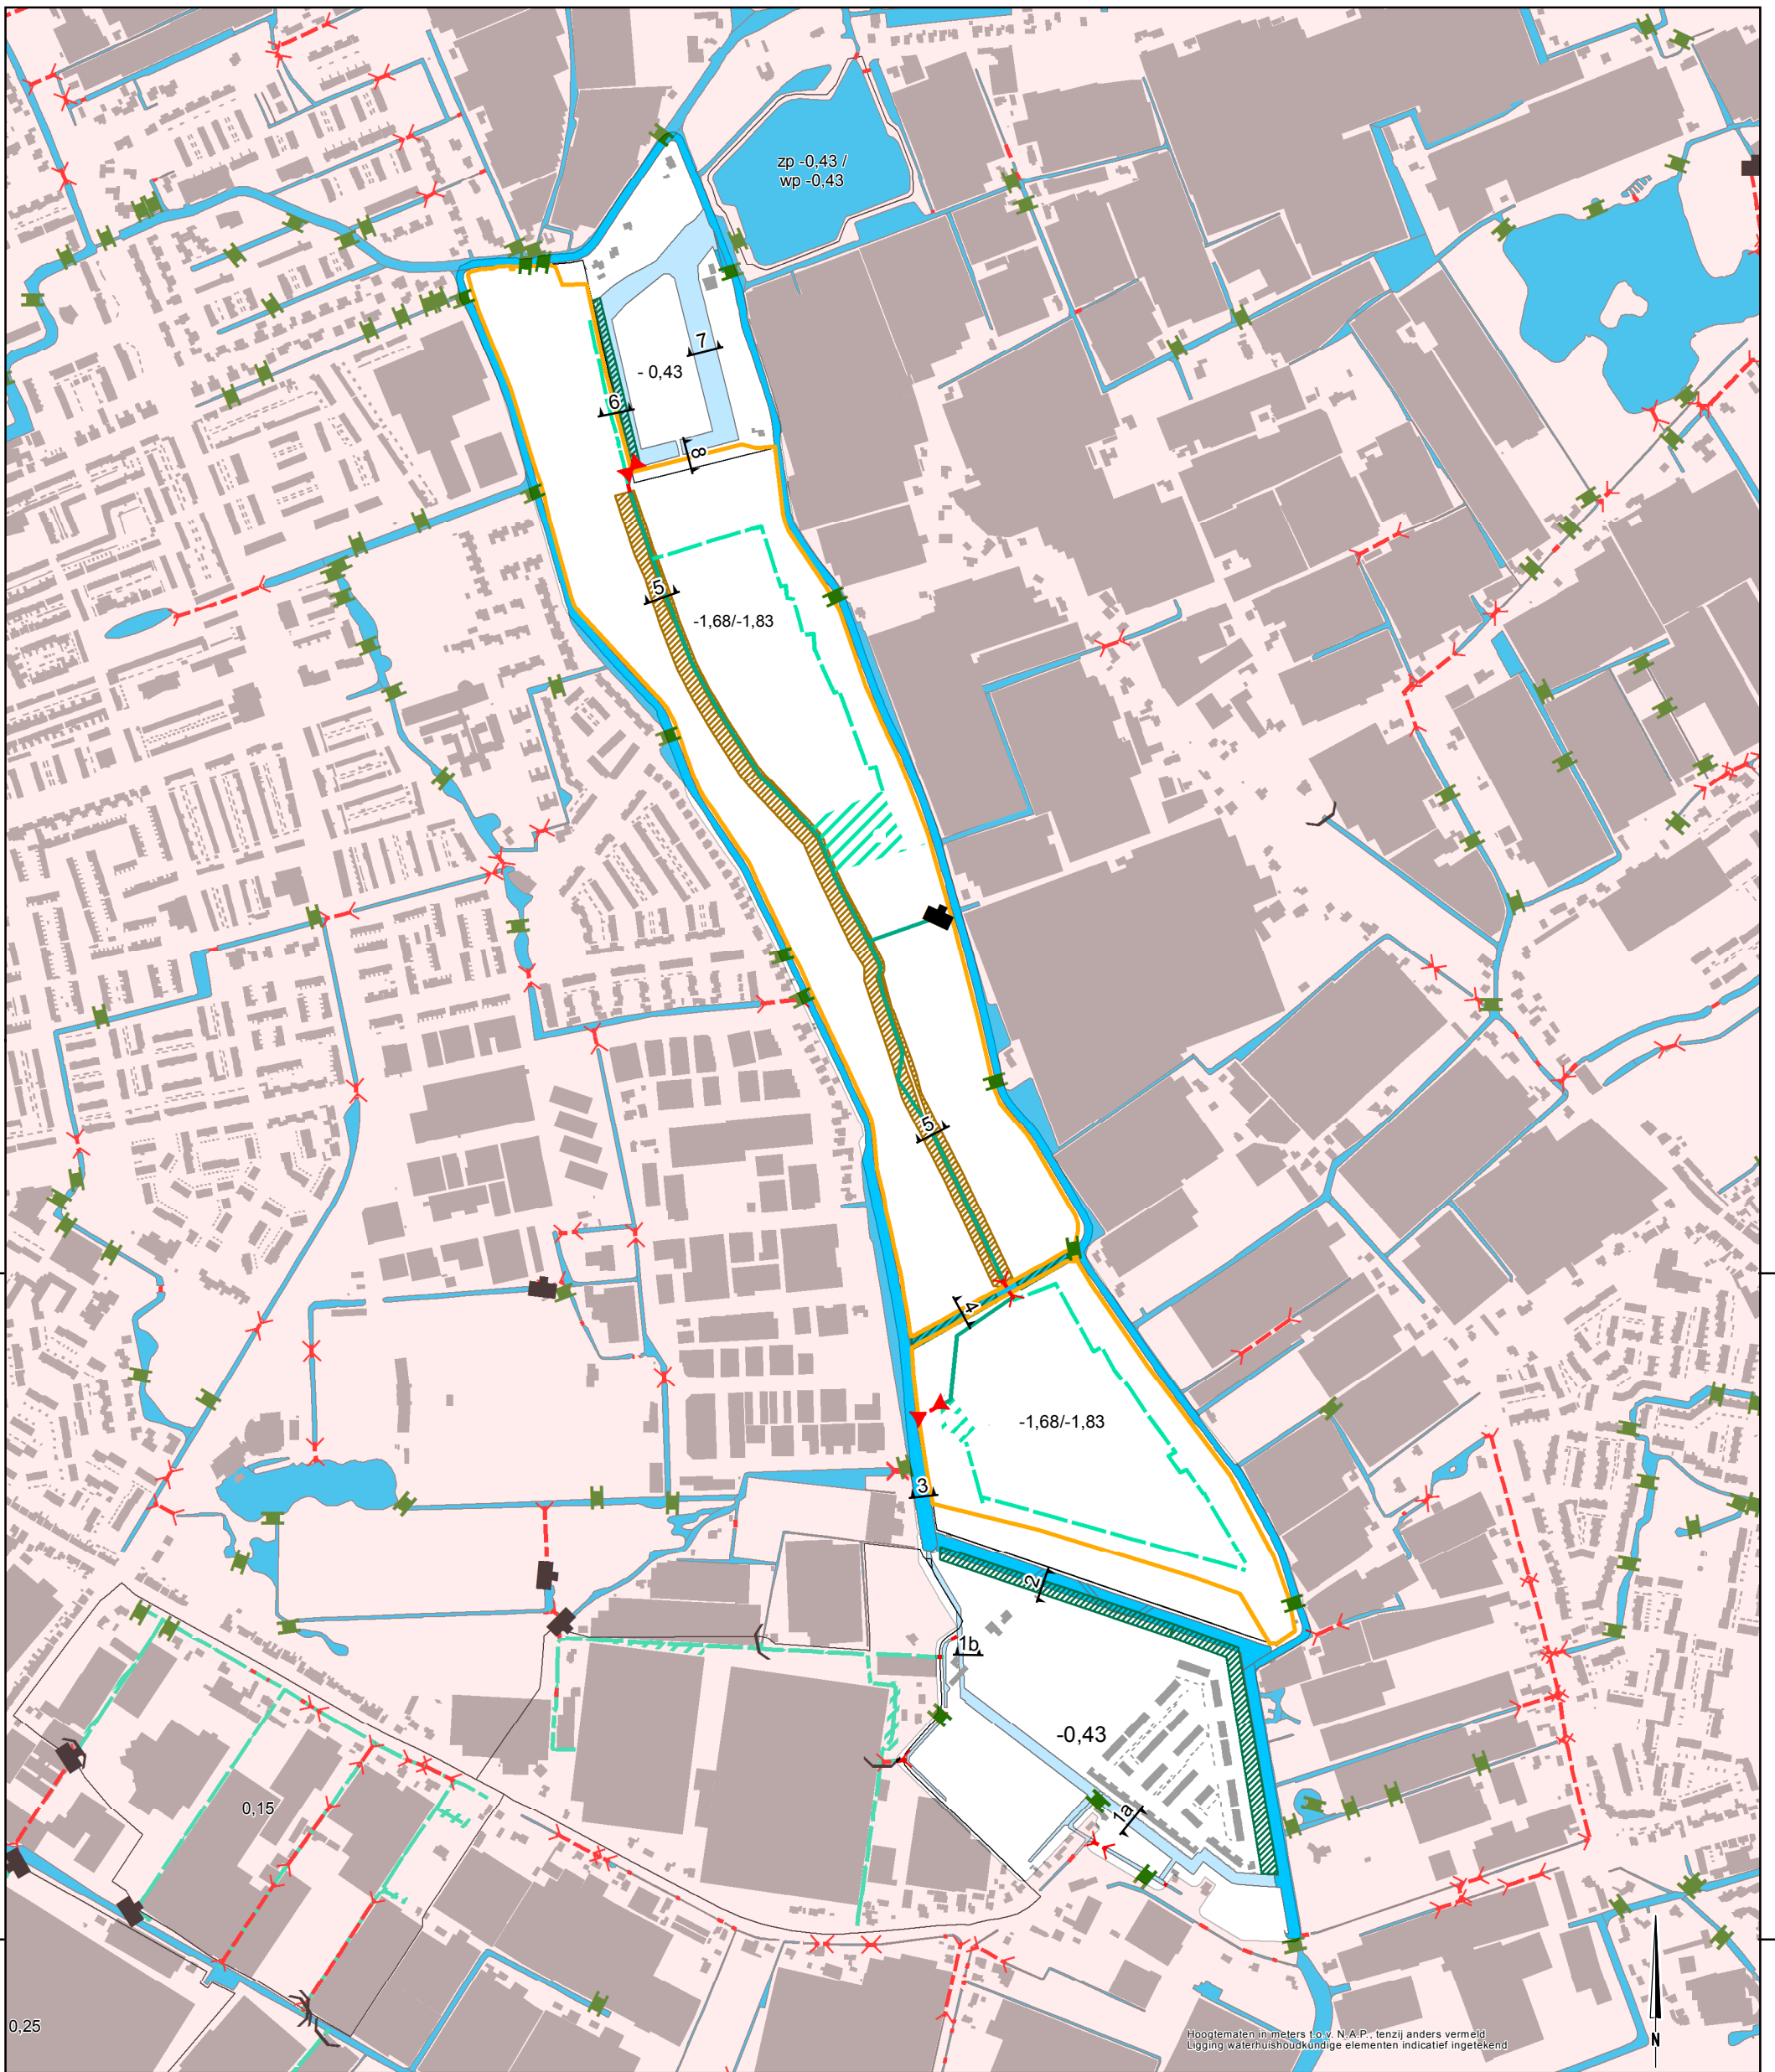 zp -0,43 /
wp -0,43
7
- 0,43
6
8
5
-1,68/-1,83
5
4
-1,68/-1,83
3
2
1b
-0,43
1a
0,15
0,25
Hoogtematen in meters t.o.v. N.A.P., tenzij anders vermeld
Ligging waterhuishoudkundige elementen indicatief ingetekend
N